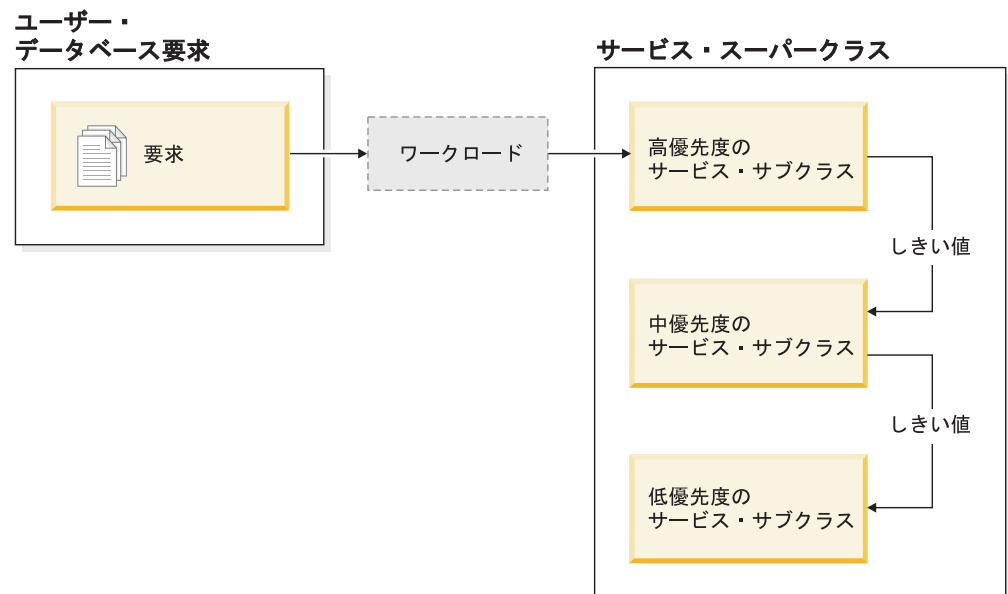 ユーザー・
データベース要求
要求
ワークロード
サービス・スーパークラス
高優先度の
サービス・サブクラス
しきい値
中優先度の
サービス・サブクラス
しきい値
低優先度の
サービス・サブクラス